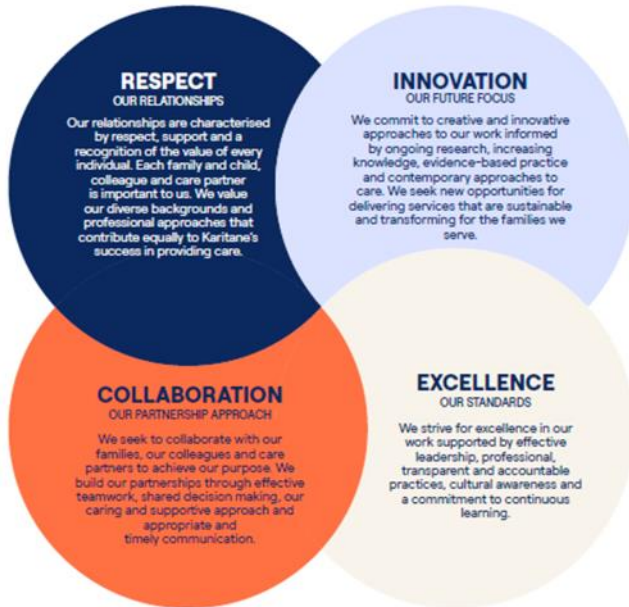 RESPECT
OUR RELATIONSHIPS
Our relationships are characterised
by respect, support and a
recognition of the value of every
individual. Each family and child,
colleague and care partner
is important to us. We value
our diverse backgrounds and
professional approaches that
contribute equally to Karitane's
success in providing care.
INNOVATION
OUR FUTURE FOCUS
We commit to creative and innovative
approaches to our work informed
by ongoing research, increasing
knowledge, evidence-based practice
and contemporary approaches to
care. We seek new opportunities for
delivering services that are sustainable
and transforming for the families we
serve.
COLLABORATION
OUR PARTNERSHIP APPROACH
We seek to collaborate with our
families, our colleagues and care
partners to achieve our purpose. We
build our partnerships through effective
teamwork, shared decision making, our
caring and supportive approach and
appropriate and
timely communication.
EXCELLENCE
OUR STANDARDS
We strive for excellence in our
work supported by effective
leadership, professional,
transparent and accountable
practices, cultural awareness and
a commitment to continuous
learning.